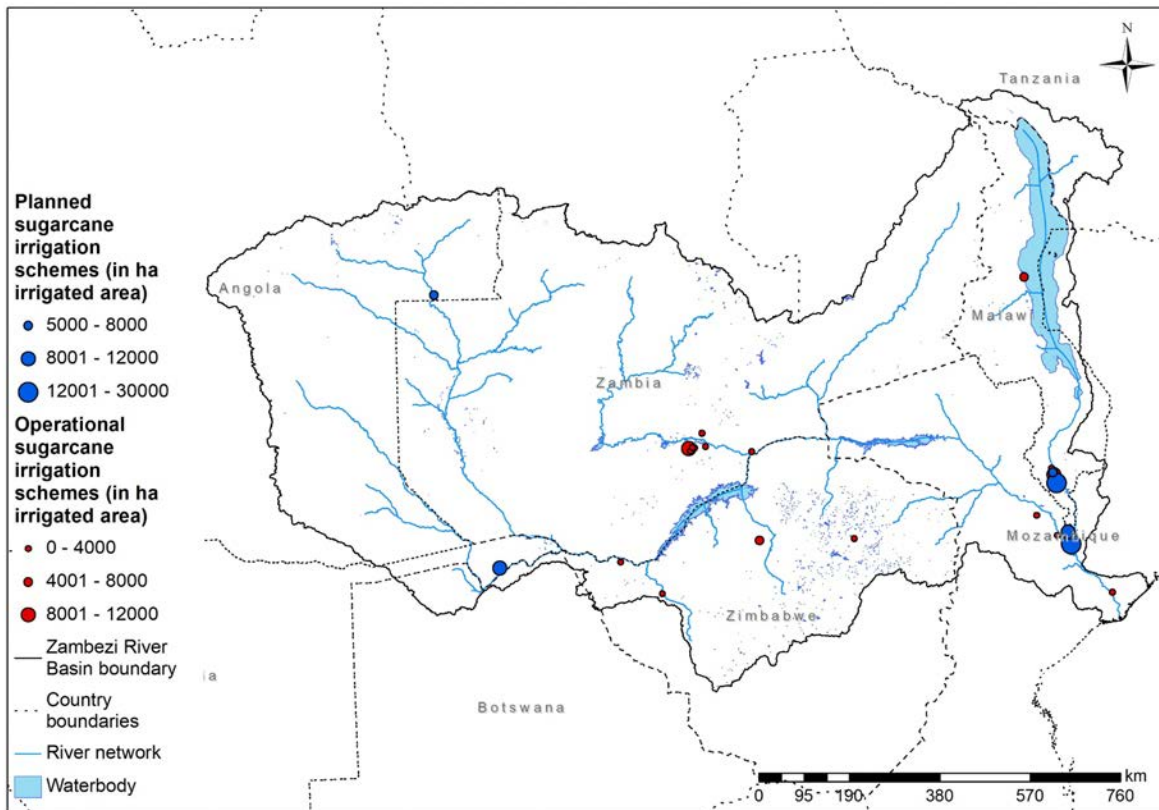 N
Tanzania
Planned
sugarcane
irrigation
schemes (in ha
irrigated area)
5000 - 8000
8001 - 12000
12001 - 30000
Operational
sugarcane
irrigation
schemes (in ha
irrigated area)
0 - 4000
4001 - 8000
8001 - 12000
Zambezi River
Basin boundary
Country
boundaries
River network
Waterbody
Angola
Malawi
Zambia
Mozambique
Zimbabwe
ia
Botswana
km
0 95 190 380 570 760